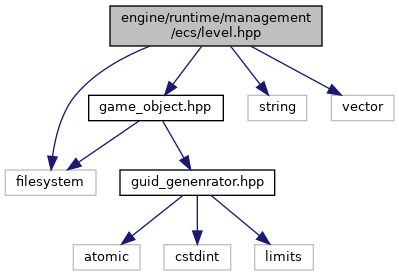 engine/runtime/management
/ecs/level.hpp
game_object.hpp
string
vector
filesystem
guid_genenrator.hpp
atomic
cstdint
limits